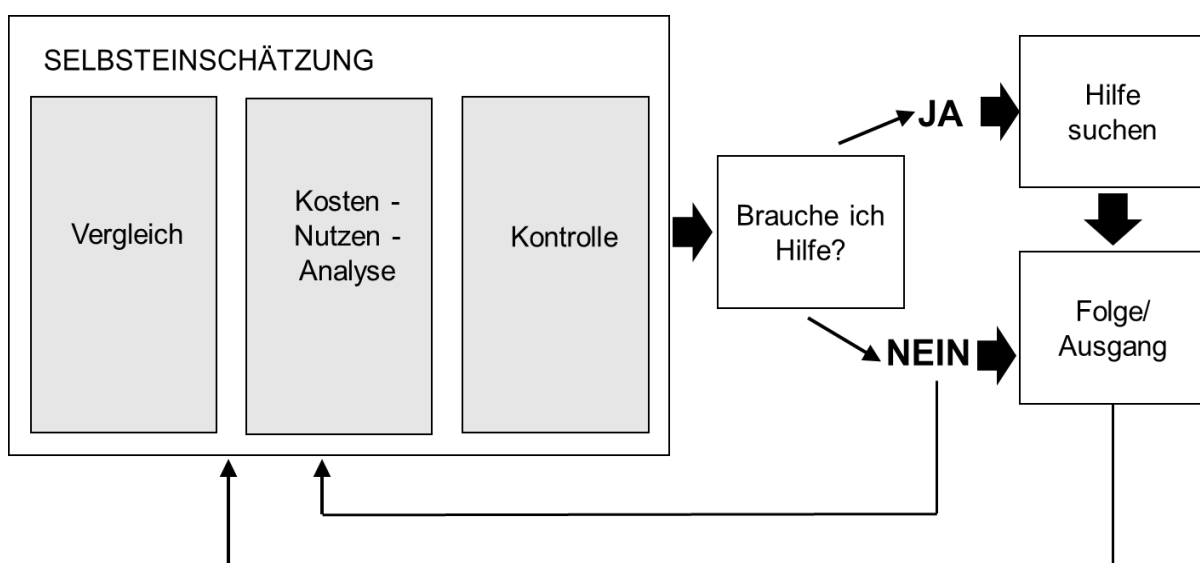 SELBSTEINSCHÄTZUNG
Vergleich
Kosten -
Nutzen -
Analyse
Kontrolle
Brauche ich
Hilfe?
JA
Hilfe
suchen
NEIN
Folge/
Ausgang